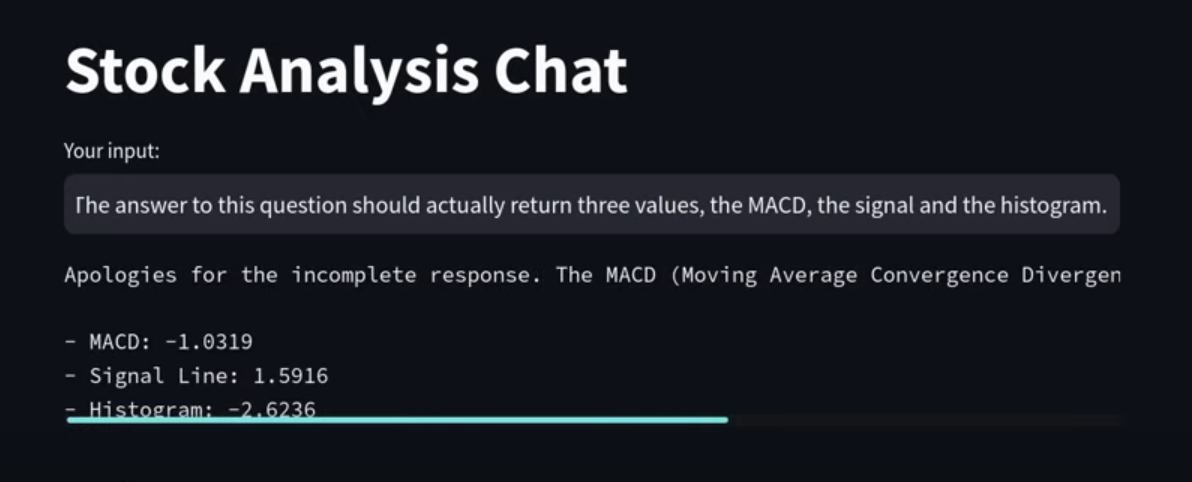 Stock Analysis Chat
Your input:
The answer to this question should actually return three values, the MACD, the signal and the histogram.
Apologies for the incomplete response. The MACD (Moving Average Convergence Divergen
- MACD: -1.0319
- Signal Line: 1.5916
- Histogram: -2.6236